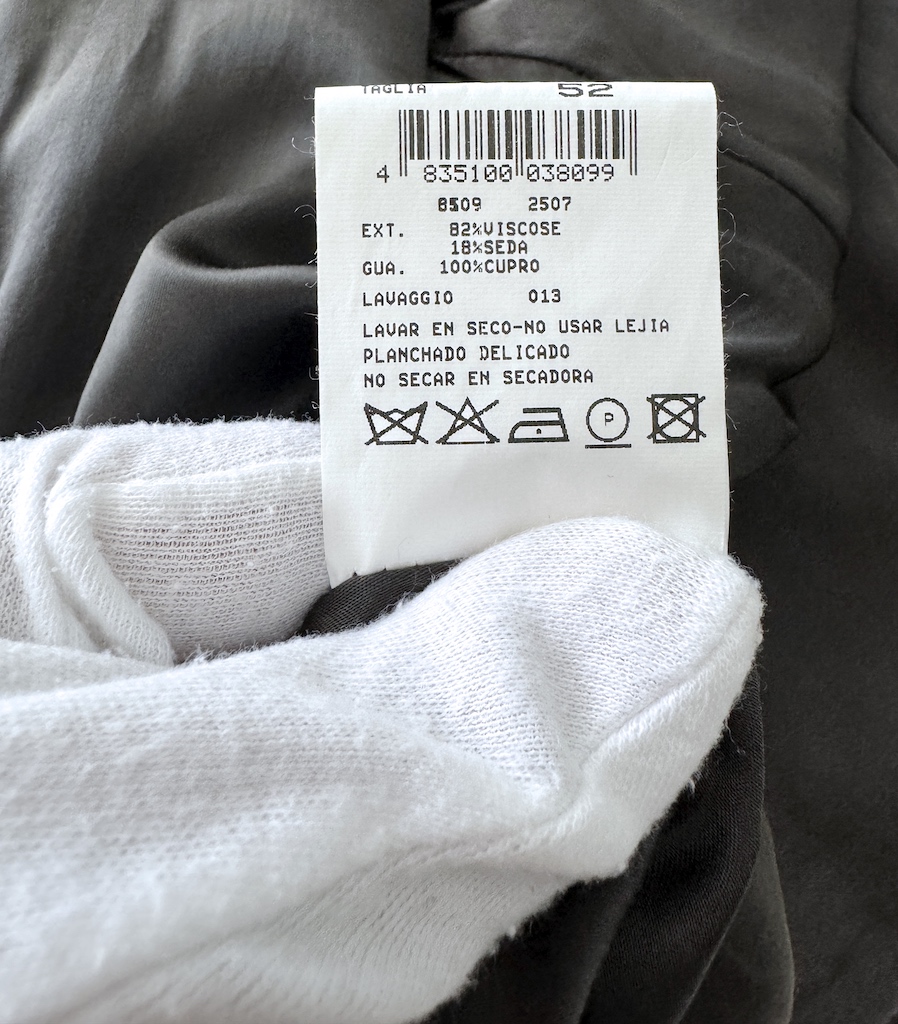 TAGLIA 52
4 835100 038099
8509 2507
EXT. 82%VISCOSE
18%SEDA
GUA. 100%CUPRO
LAVAGGIO 013
LAVAR EN SECO-NO USAR LEJIA
PLANCHADO DELICADO
NO SECAR EN SECADORA
P